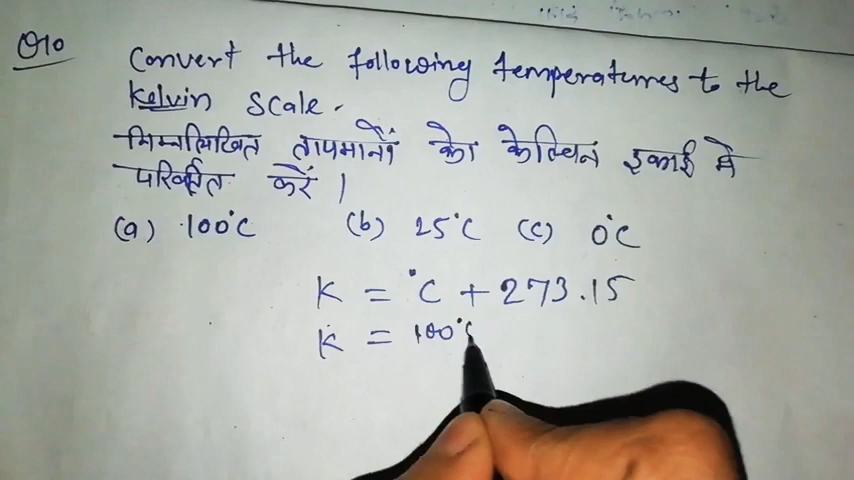 Q10 Convert the following temperatures to the
Kelvin Scale.
निम्नलिखित तापमानों को केल्विन इकाई में
परिवर्तित करें ।
(a) 100°C (b) 25°C (c) 0°C
K = °C + 273.15
K = 100°C